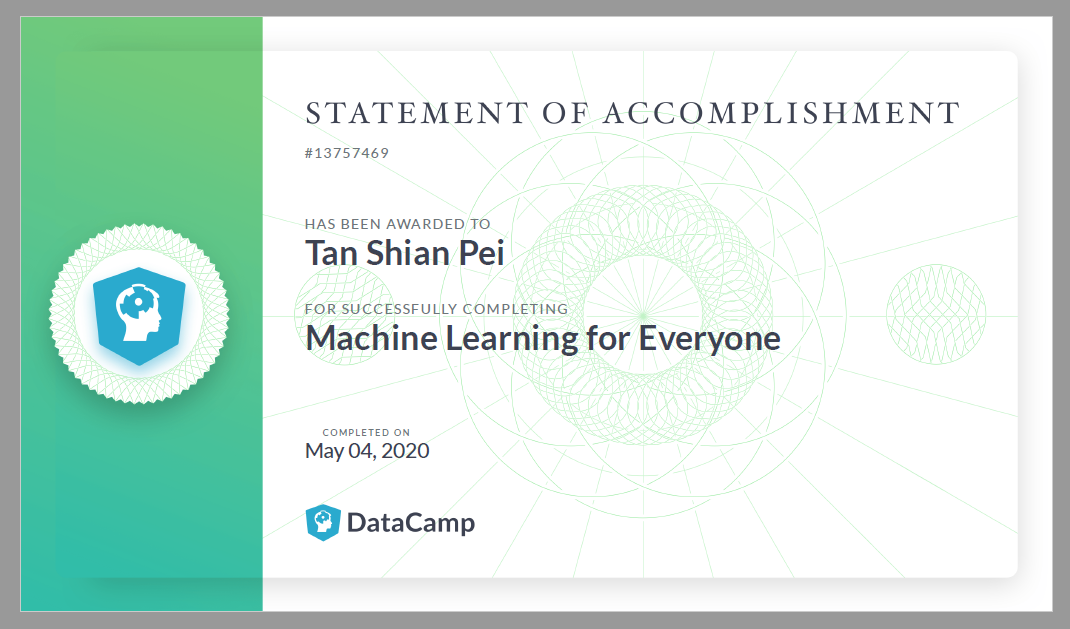 STATEMENT OF ACCOMPLISHMENT
#13757469
HAS BEEN AWARDED TO
Tan Shian Pei
FOR SUCCESSFULLY COMPLETING
Machine Learning for Everyone
COMPLETED ON
May 04, 2020
DataCamp